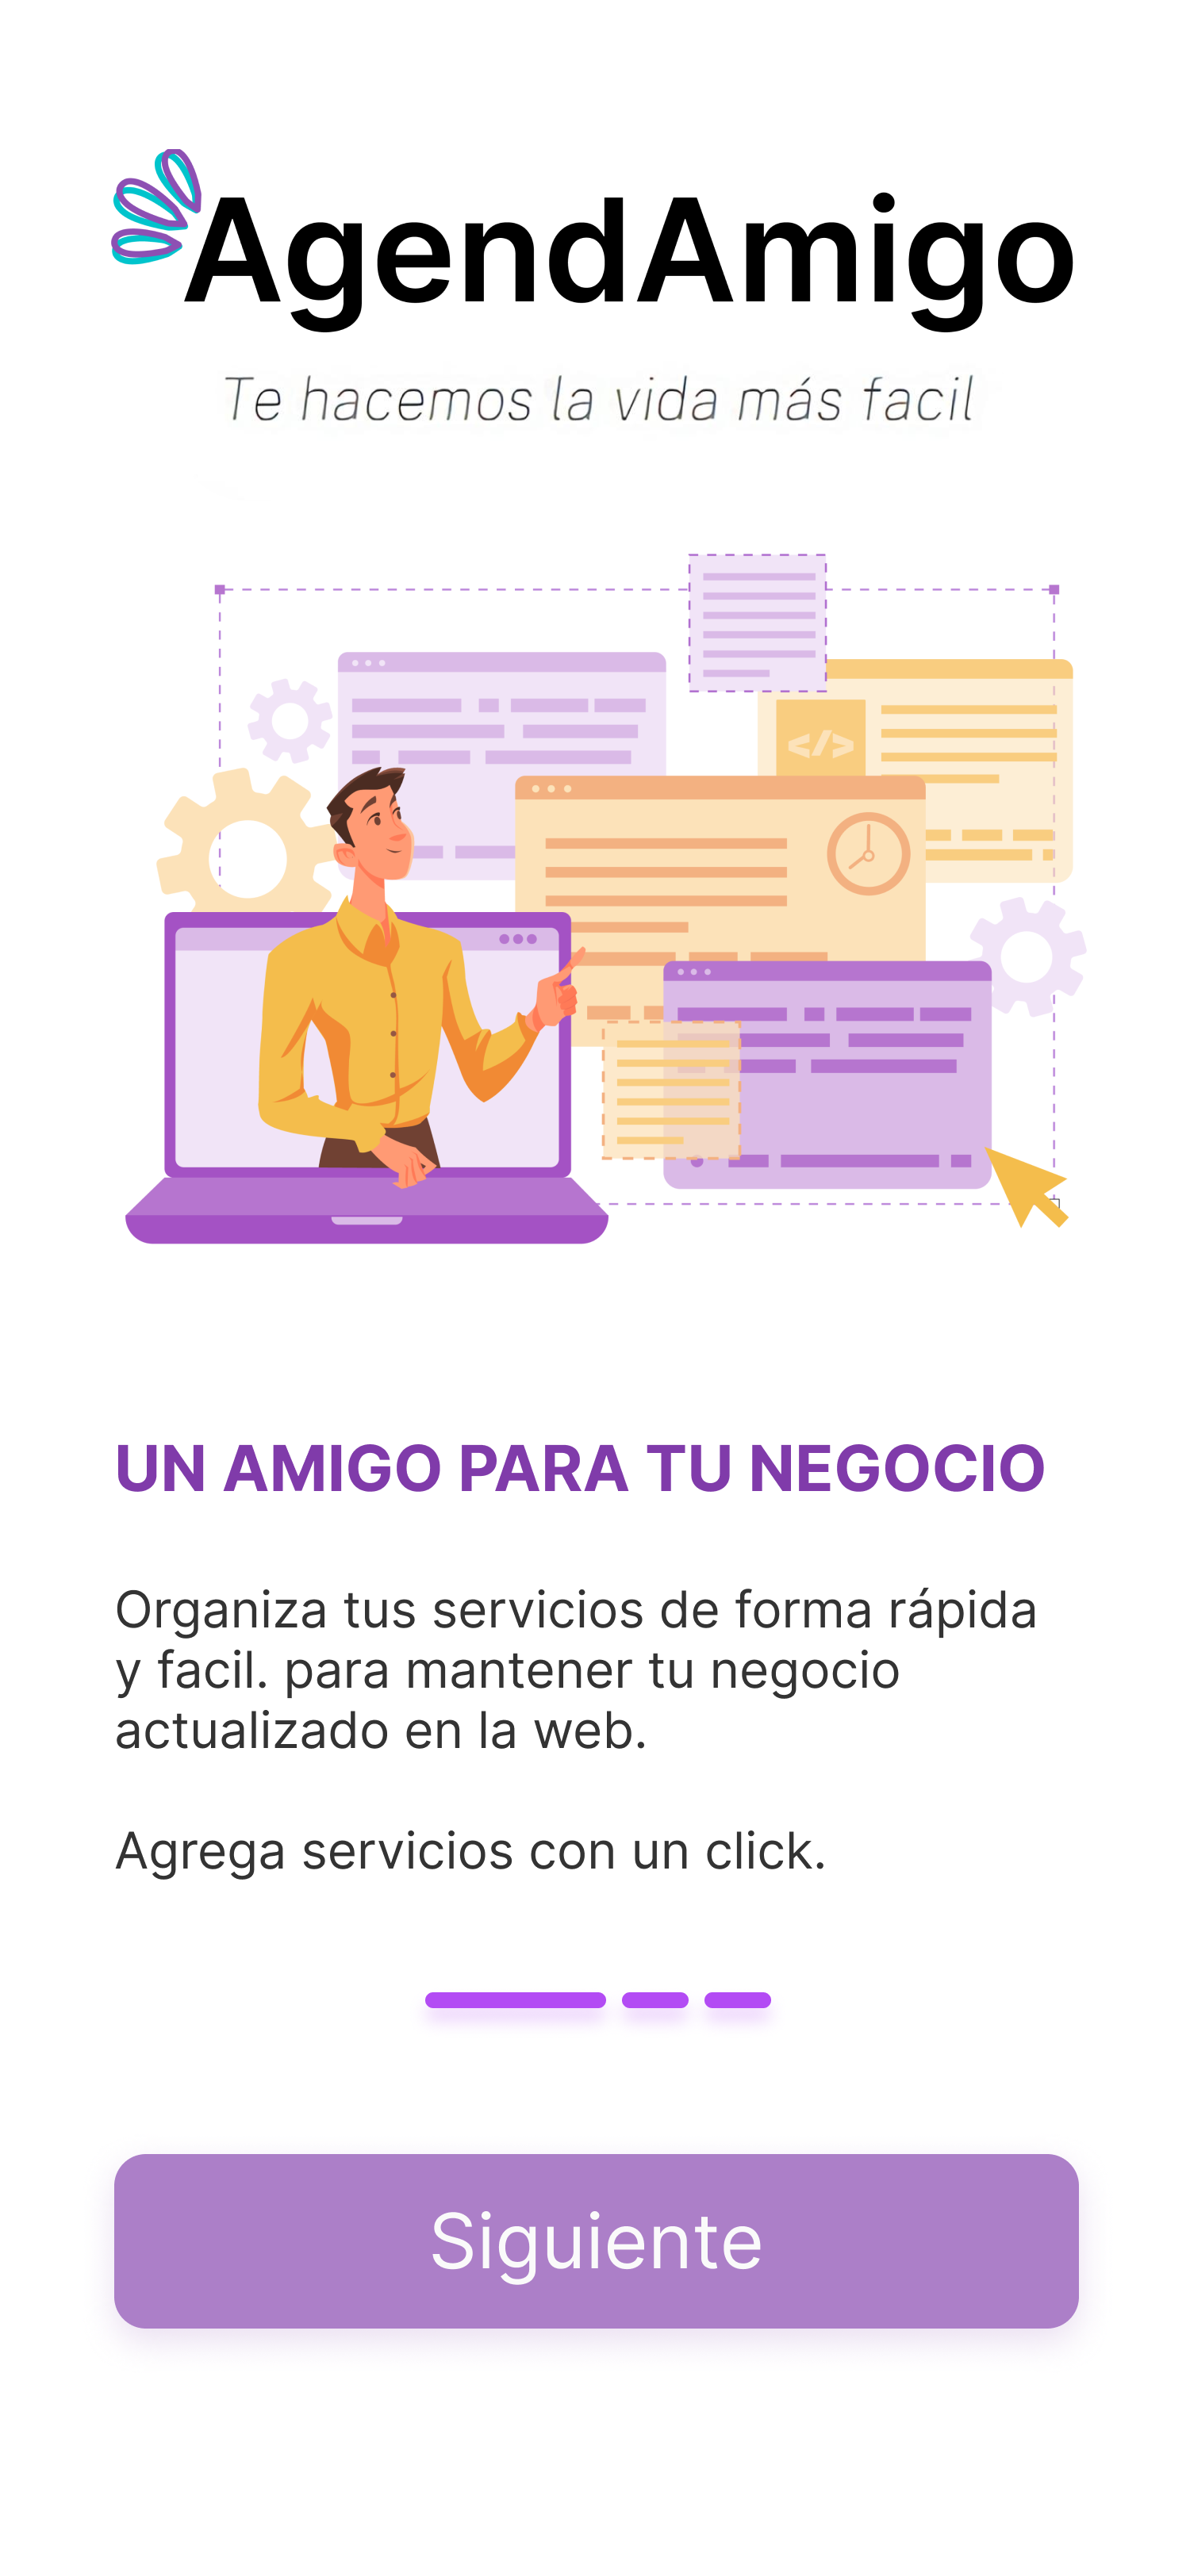 AgendAmigo
Te hacemos la vida más facil
</>
UN AMIGO PARA TU NEGOCIO
Organiza tus servicios de forma rápida
y facil. para mantener tu negocio
actualizado en la web.
Agrega servicios con un click.
Siguiente